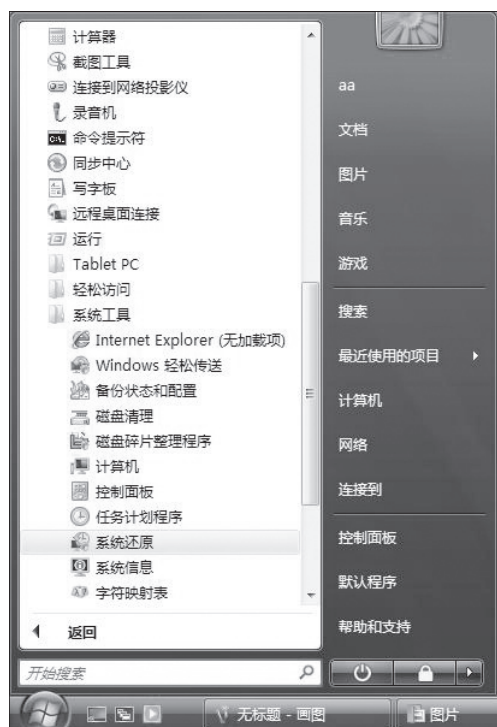 计算器
截图工具
连接到网络投影仪
录音机
命令提示符
同步中心
写字板
远程桌面连接
运行
Tablet PC
轻松访问
系统工具
Internet Explorer (无加载项)
Windows 轻松传送
备份状态和配置
磁盘清理
磁盘碎片整理程序
计算机
控制面板
任务计划程序
系统还原
系统信息
字符映射表
返回
开始搜索
aa
文档
图片
音乐
游戏
搜索
最近使用的项目
计算机
网络
连接到
控制面板
默认程序
帮助和支持
无标题 - 画图
图片